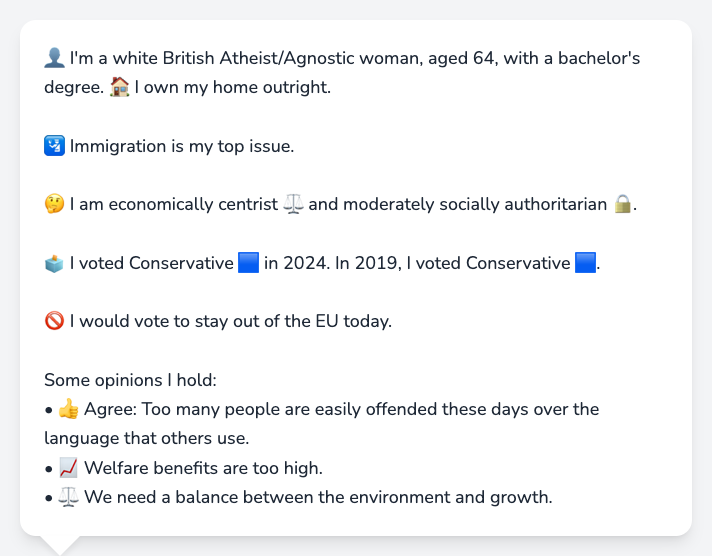 👤 I'm a white British Atheist/Agnostic woman, aged 64, with a bachelor's
degree. 🏠 I own my home outright.
🛂 Immigration is my top issue.
🤔 I am economically centrist ⚖️ and moderately socially authoritarian 🔒.
🗳️ I voted Conservative 🟦 in 2024. In 2019, I voted Conservative 🟦.
🚫 I would vote to stay out of the EU today.
Some opinions I hold:
• 👍 Agree: Too many people are easily offended these days over the
language that others use.
• 📈 Welfare benefits are too high.
• ⚖️ We need a balance between the environment and growth.